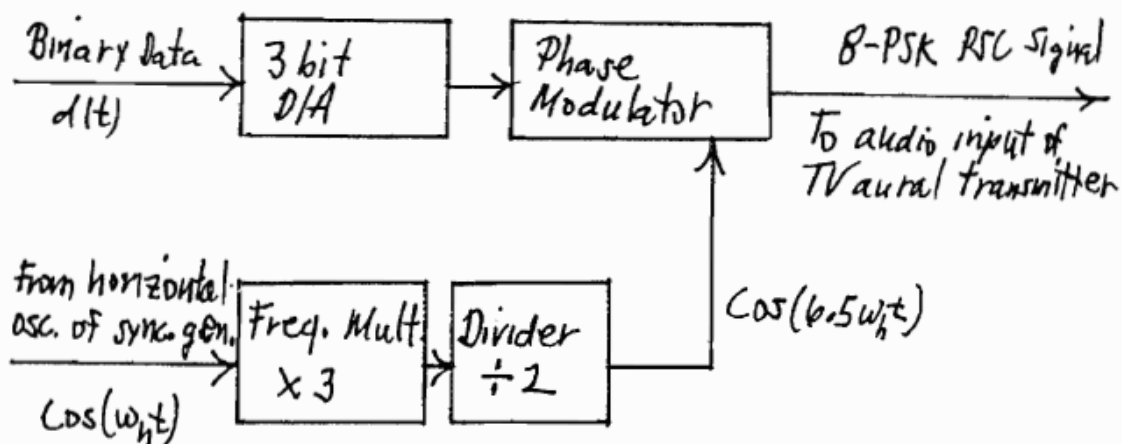 Binary Data
d(t)
3 bit
D/A
Phase
Modulator
8-PSK RSC Signal
To audio input of
TV aural transmitter
From horizontal
osc. of sync. gen.
Cos(ωht)
Freq. Mult.
× 3
Divider
÷2
Cos(6.5ωht)